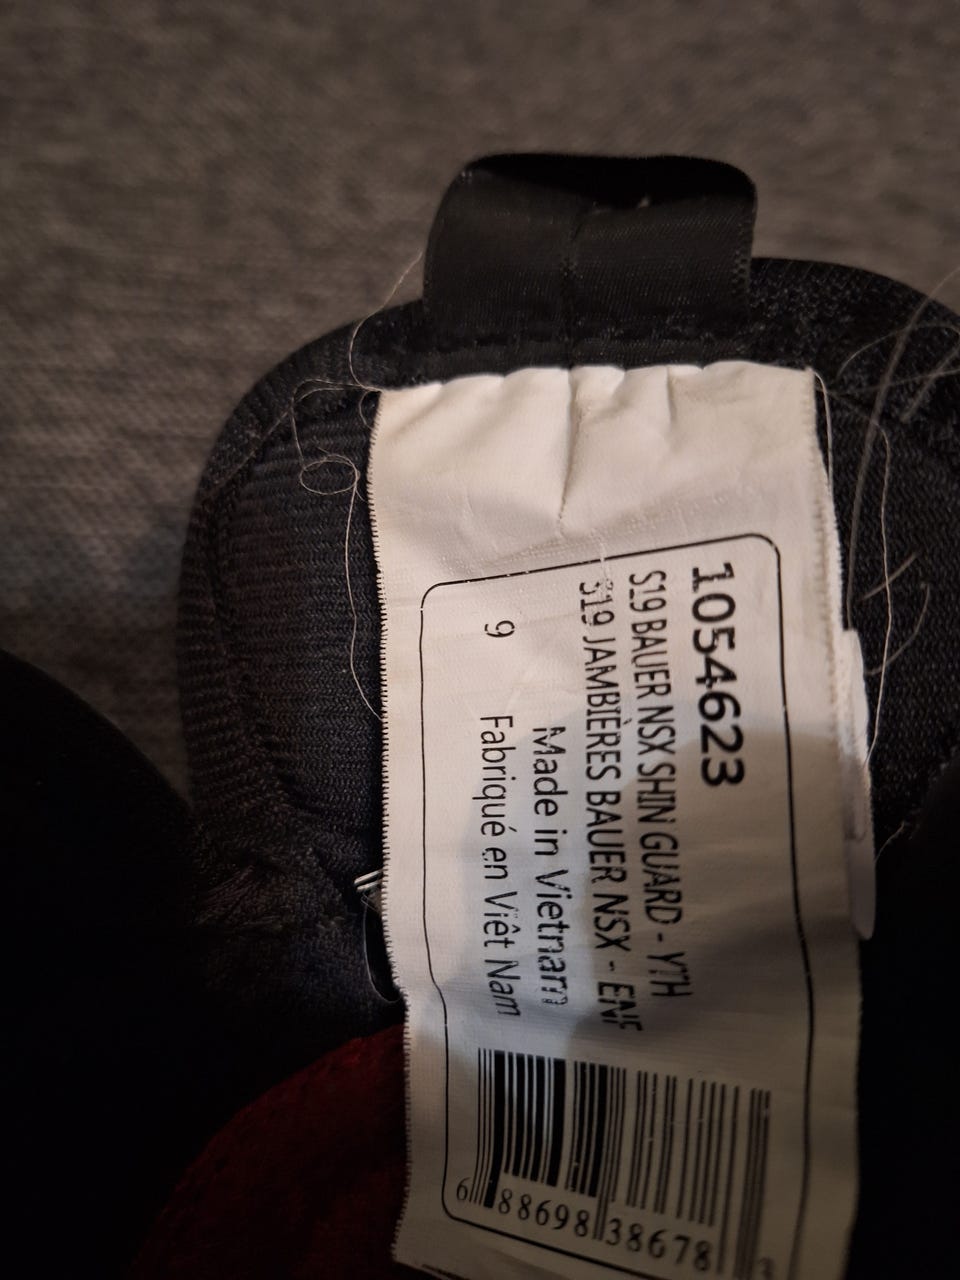 1054623
S19 BAUER NSX SHIN GUARD - YTH
S19 JAMBIÈRES BAUER NSX - ENF
Made in Vietnam
9 Fabriqué en Viêt Nam
6 88698 38678